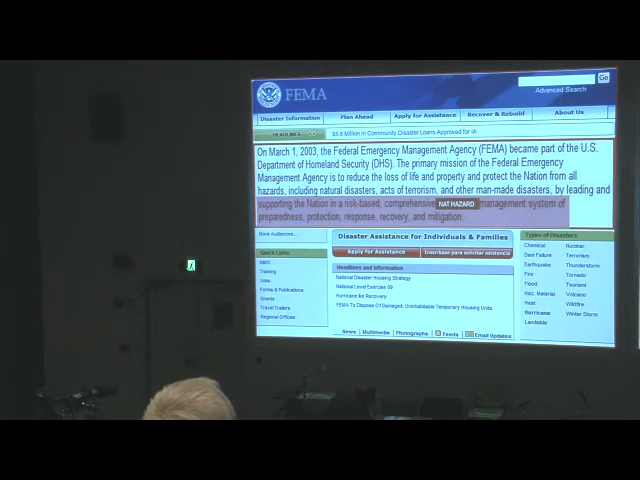 FEMA
Go
Advanced Search
Disaster Information
Plan Ahead
Apply for Assistance
Recover & Rebuild
About Us
HEADLINES
$5.8 Million in Community Disaster Loans Approved for IA
On March 1, 2003, the Federal Emergency Management Agency (FEMA) became part of the U.S.
Department of Homeland Security (DHS). The primary mission of the Federal Emergency
Management Agency is to reduce the loss of life and property and protect the Nation from all
hazards, including natural disasters, acts of terrorism, and other man-made disasters, by leading and
supporting the Nation in a risk-based, comprehensive NAT HAZARD management system of
preparedness, protection, response, recovery, and mitigation.
More Audiences...
Quick Links
NIMS
Training
Jobs
Forms & Publications
Grants
Travel Trailers
Regional Offices
Disaster Assistance for Individuals & Families
Apply for Assistance
Inscríbase para solicitar asistencia
Headlines and Information
National Disaster Housing Strategy
National Level Exercise 09
Hurricane Ike Recovery
FEMA To Dispose Of Damaged, Uninhabitable Temporary Housing Units
News
Multimedia
Photographs
Feeds
Email Updates
Types of Disasters
Chemical
Dam Failure
Earthquake
Fire
Flood
Haz. Material
Heat
Hurricane
Landslide
Nuclear
Terrorism
Thunderstorm
Tornado
Tsunami
Volcano
Wildfire
Winter Storm